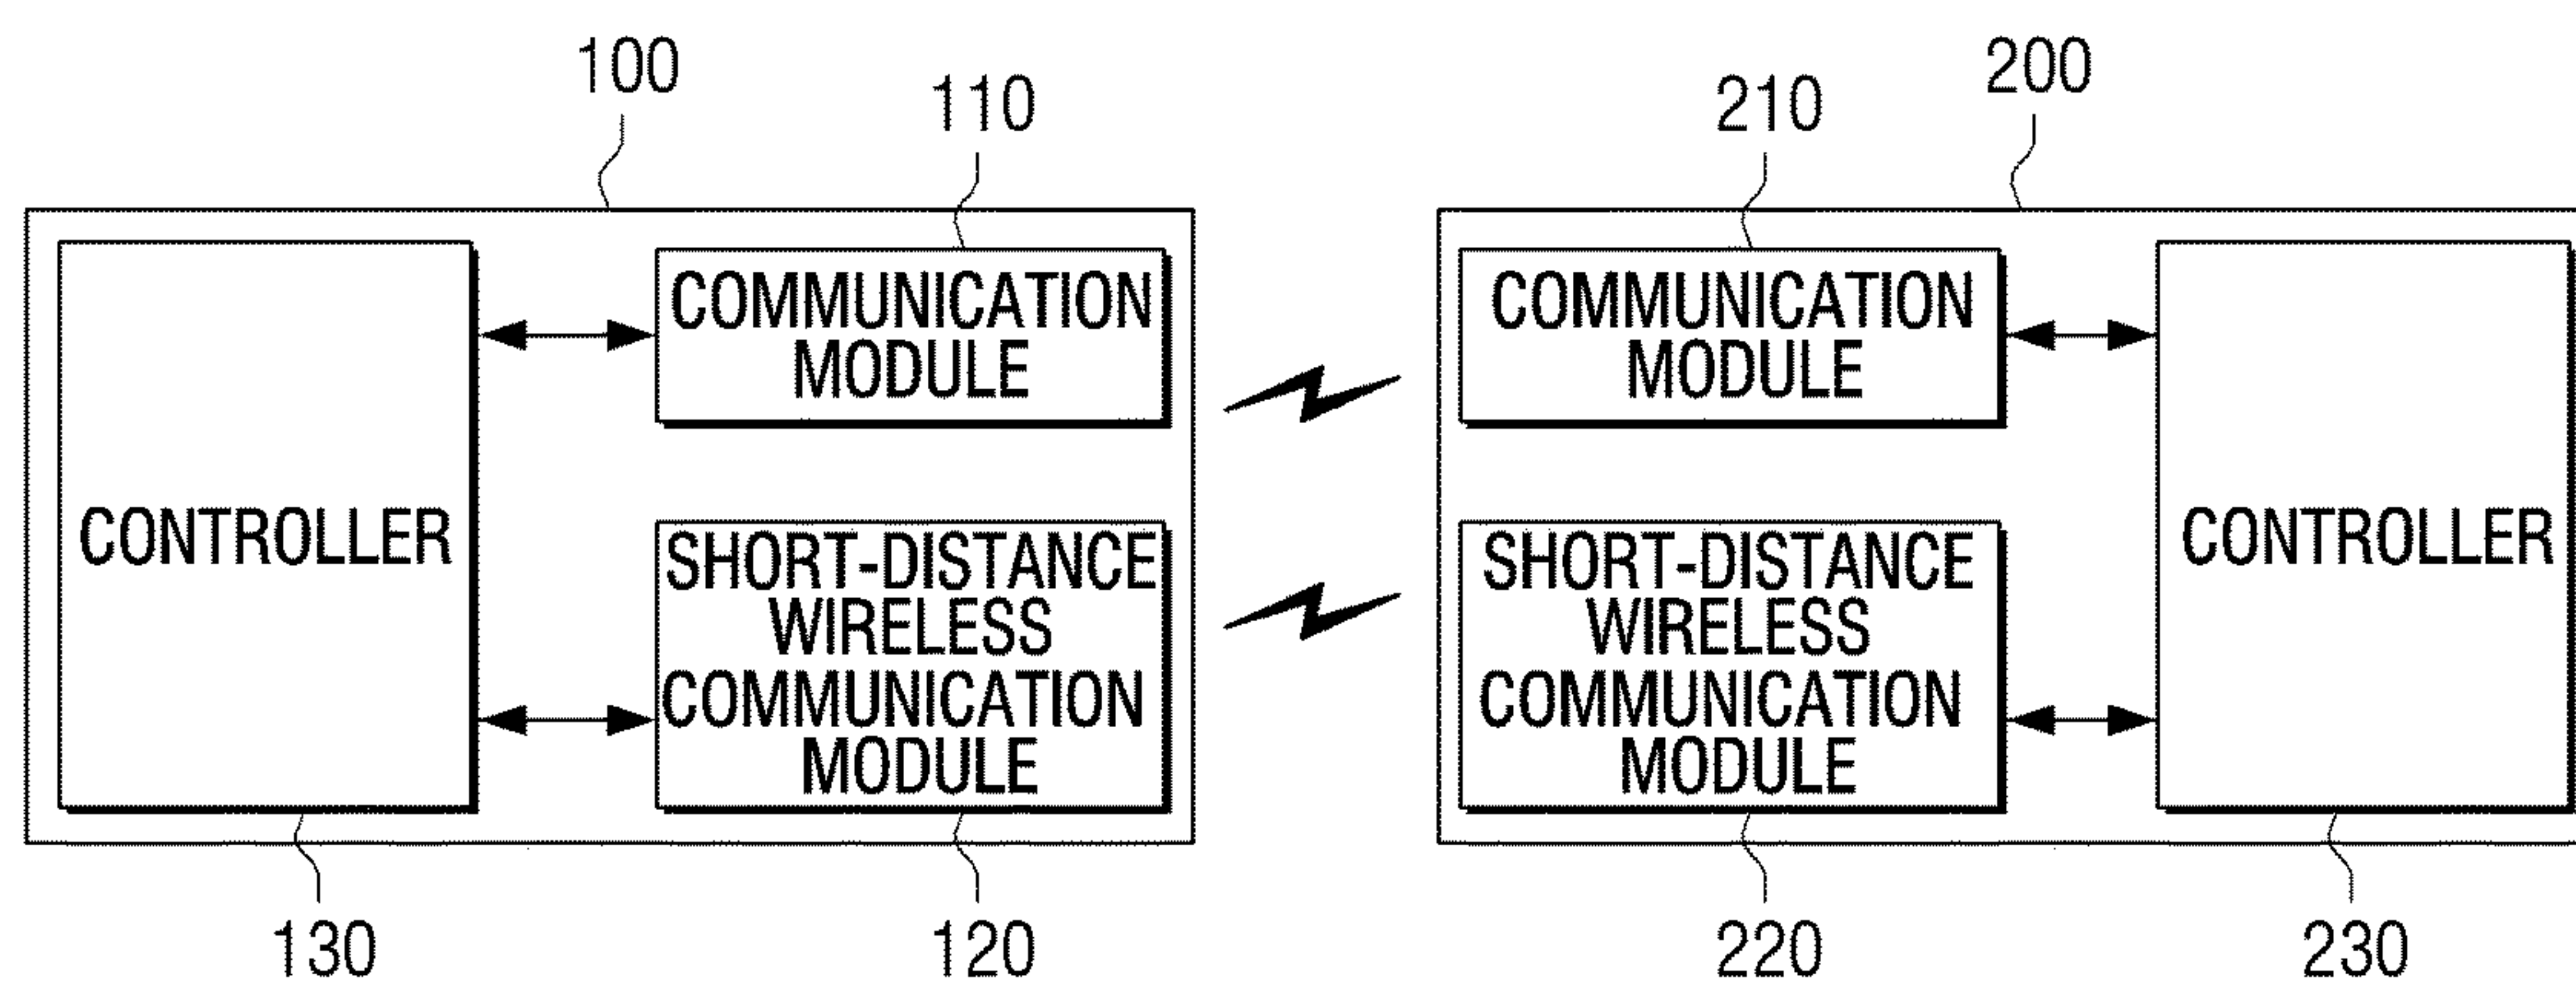 100
110
210
200
COMMUNICATION
MODULE
COMMUNICATION
MODULE
CONTROLLER
SHORT-DISTANCE
WIRELESS
COMMUNICATION
MODULE
SHORT-DISTANCE
WIRELESS
COMMUNICATION
MODULE
CONTROLLER
130
120
220
230